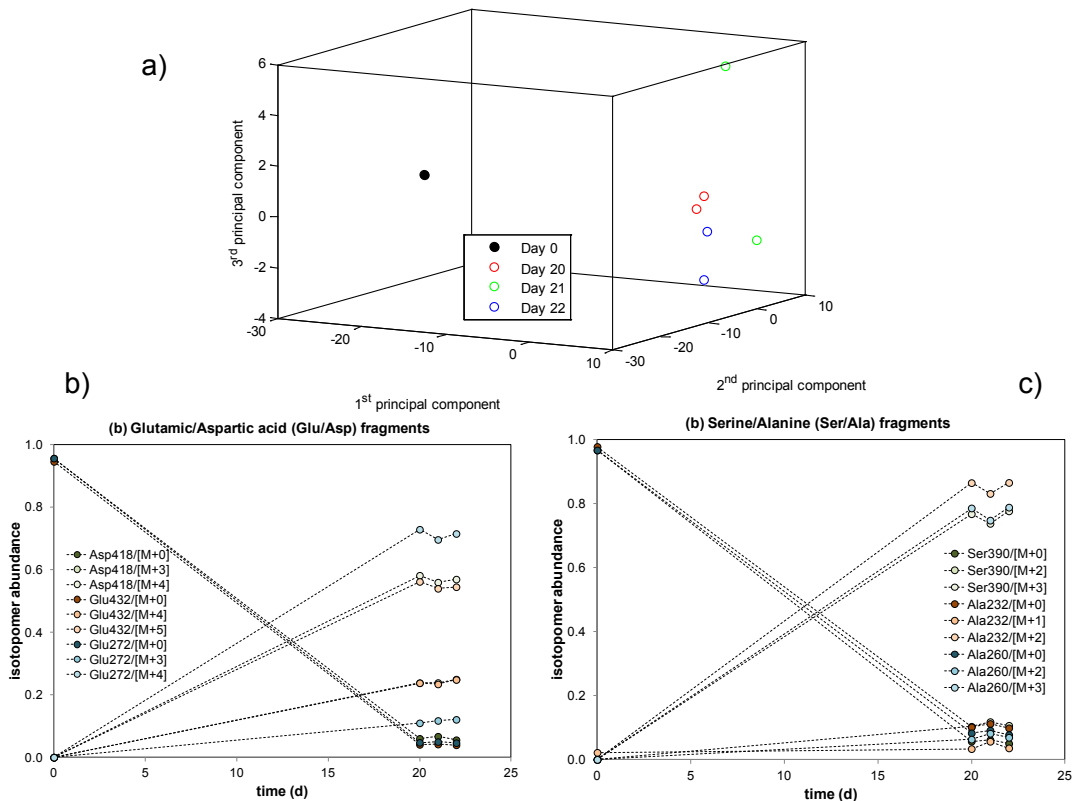 a)
6
4
2
0
-2
-4
3rd principal component
-30
-20
-10
0
10
-30
-20
-10
0
10
Day 0
Day 20
Day 21
Day 22
1st principal component
2nd principal component
b)
(b) Glutamic/Aspartic acid (Glu/Asp) fragments
isotopomer abundance
1.0
0.8
0.6
0.4
0.2
0.0
Asp418/[M+0]
Asp418/[M+3]
Asp418/[M+4]
Glu432/[M+0]
Glu432/[M+4]
Glu432/[M+5]
Glu272/[M+0]
Glu272/[M+3]
Glu272/[M+4]
0
5
10
15
20
25
time (d)
c)
(b) Serine/Alanine (Ser/Ala) fragments
isotopomer abundance
1.0
0.8
0.6
0.4
0.2
0.0
Ser390/[M+0]
Ser390/[M+2]
Ser390/[M+3]
Ala232/[M+0]
Ala232/[M+1]
Ala232/[M+2]
Ala260/[M+0]
Ala260/[M+2]
Ala260/[M+3]
0
5
10
15
20
25
time (d)